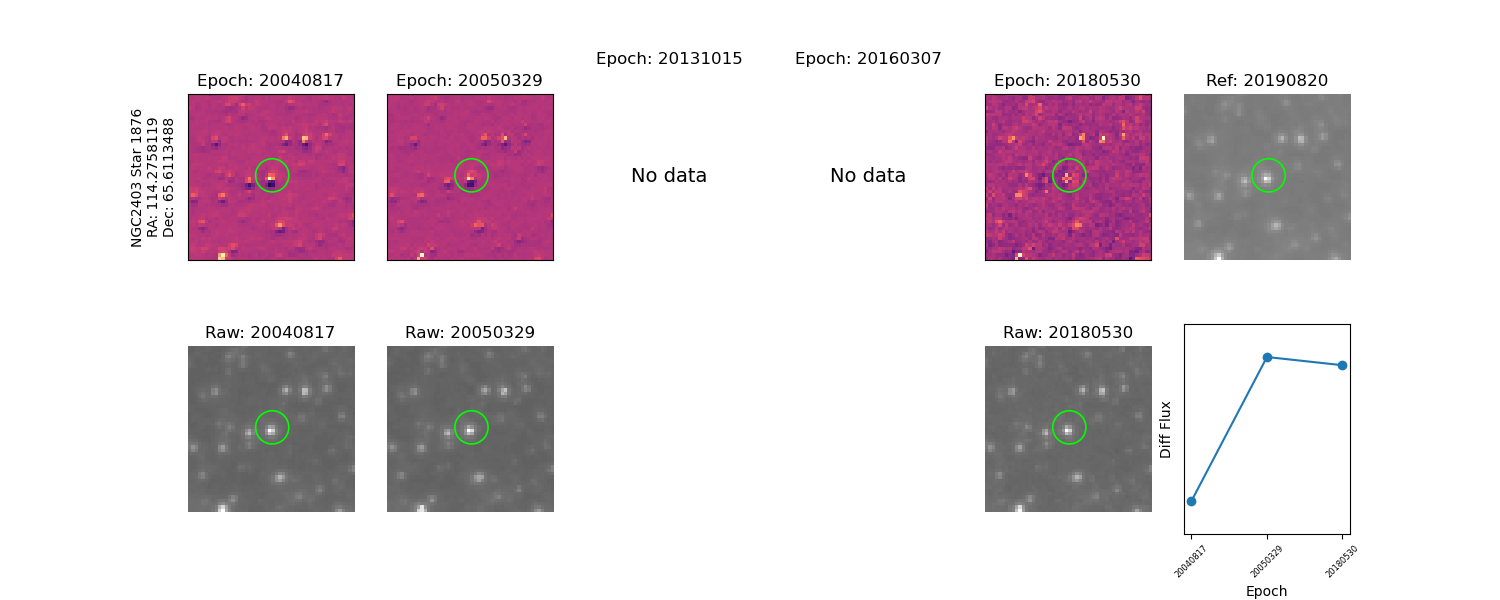 Epoch: 20040817
Epoch: 20050329
Epoch: 20131015
Epoch: 20160307
Epoch: 20180530
Ref: 20190820
NGC2403 Star 1876
RA: 114.2758119
Dec: 65.6113488
No data
No data
Raw: 20040817
Raw: 20050329
Raw: 20180530
Diff Flux
20040817
20050329
20180530
Epoch